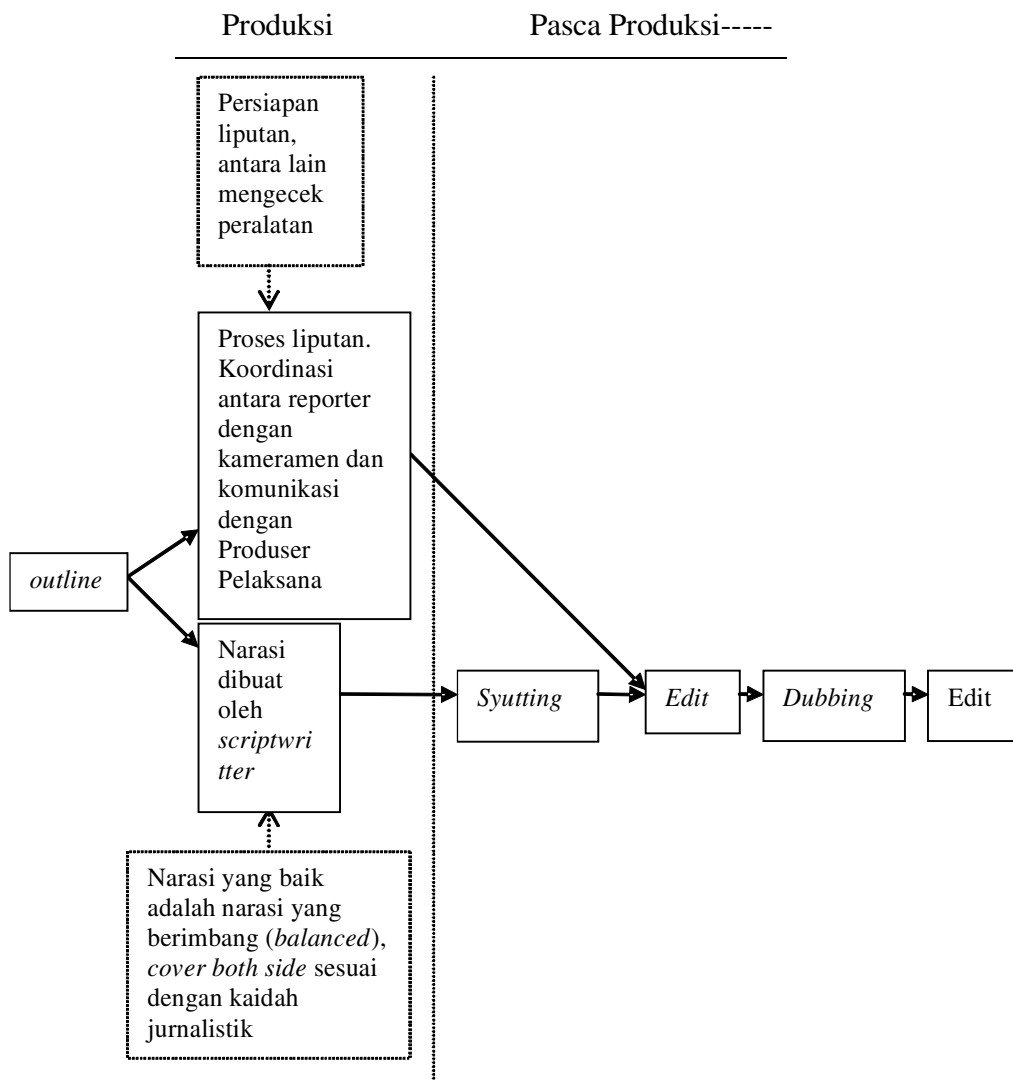 Produksi Pasca Produksi-----
Persiapan
liputan,
antara lain
mengecek
peralatan
Proses liputan.
Koordinasi
antara reporter
dengan
kameramen dan
komunikasi
dengan
Produser
Pelaksana
outline
Narasi
dibuat
oleh
scriptwri
tter
Syutting
Edit
Dubbing
Edit
Narasi yang baik
adalah narasi yang
berimbang (balanced),
cover both side sesuai
dengan kaidah
jurnalistik